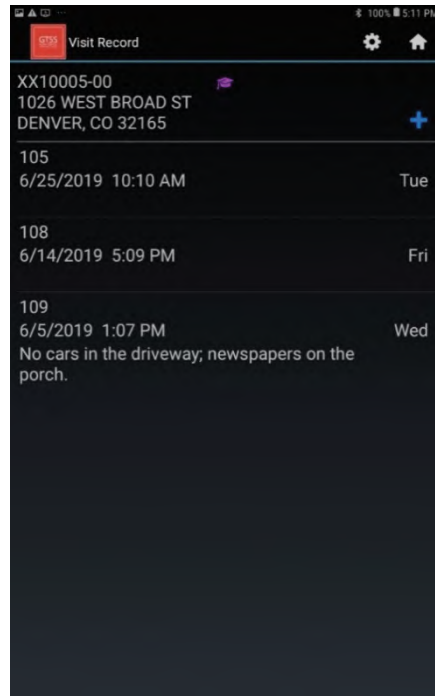 100% 5:11 PM
GTSS Visit Record
XX10005-00
1026 WEST BROAD ST
DENVER, CO 32165
105
6/25/2019 10:10 AM Tue
108
6/14/2019 5:09 PM Fri
109
6/5/2019 1:07 PM Wed
No cars in the driveway; newspapers on the
porch.